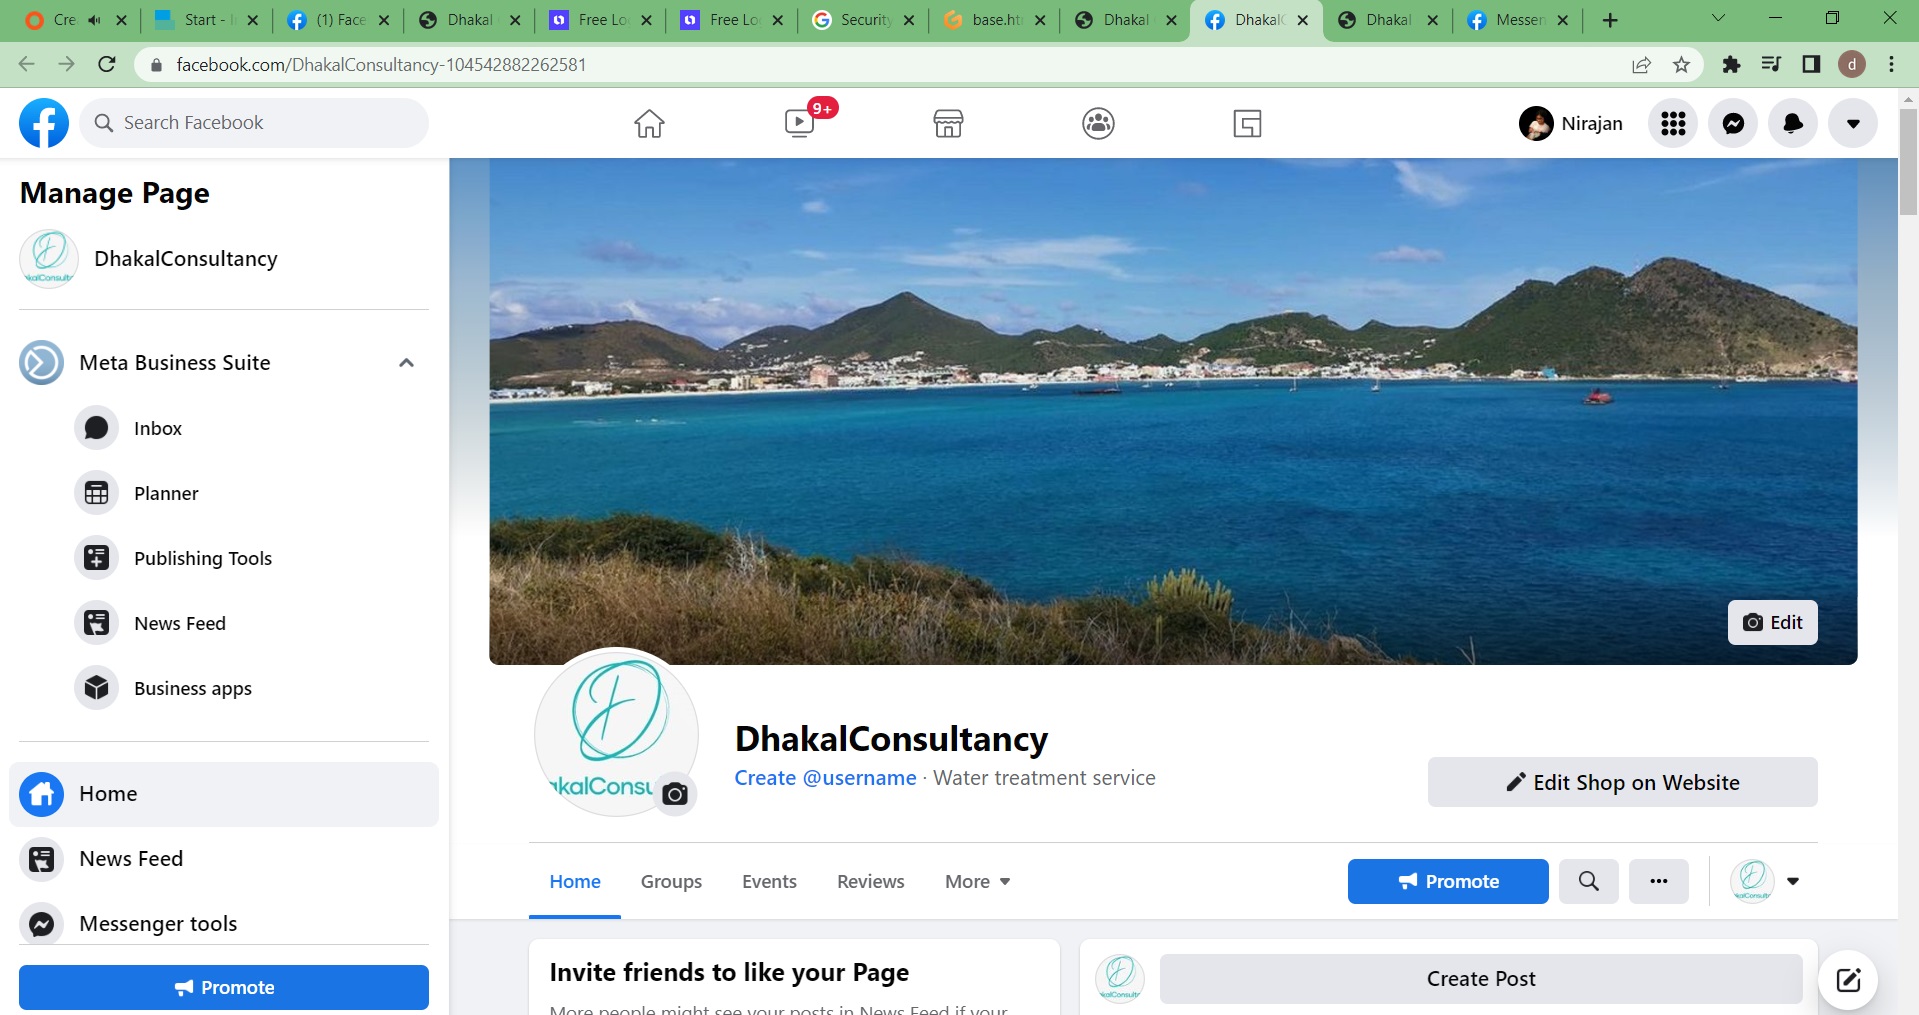 Cre
Start - I
(1) Face
Dhakal
Free Lo
Free Lo
Security
base.ht
Dhakal
DhakalC
Dhakal
Messen
facebook.com/DhakalConsultancy-104542882262581
d
Search Facebook
9+
Nirajan
Manage Page
DhakalConsultancy
Meta Business Suite
Inbox
Planner
Publishing Tools
News Feed
Business apps
Home
News Feed
Messenger tools
Promote
Edit
akalConsu
DhakalConsultancy
Create @username · Water treatment service
Edit Shop on Website
Home
Groups
Events
Reviews
More
Promote
Invite friends to like your Page
More people might see your posts in News Feed if your
Create Post